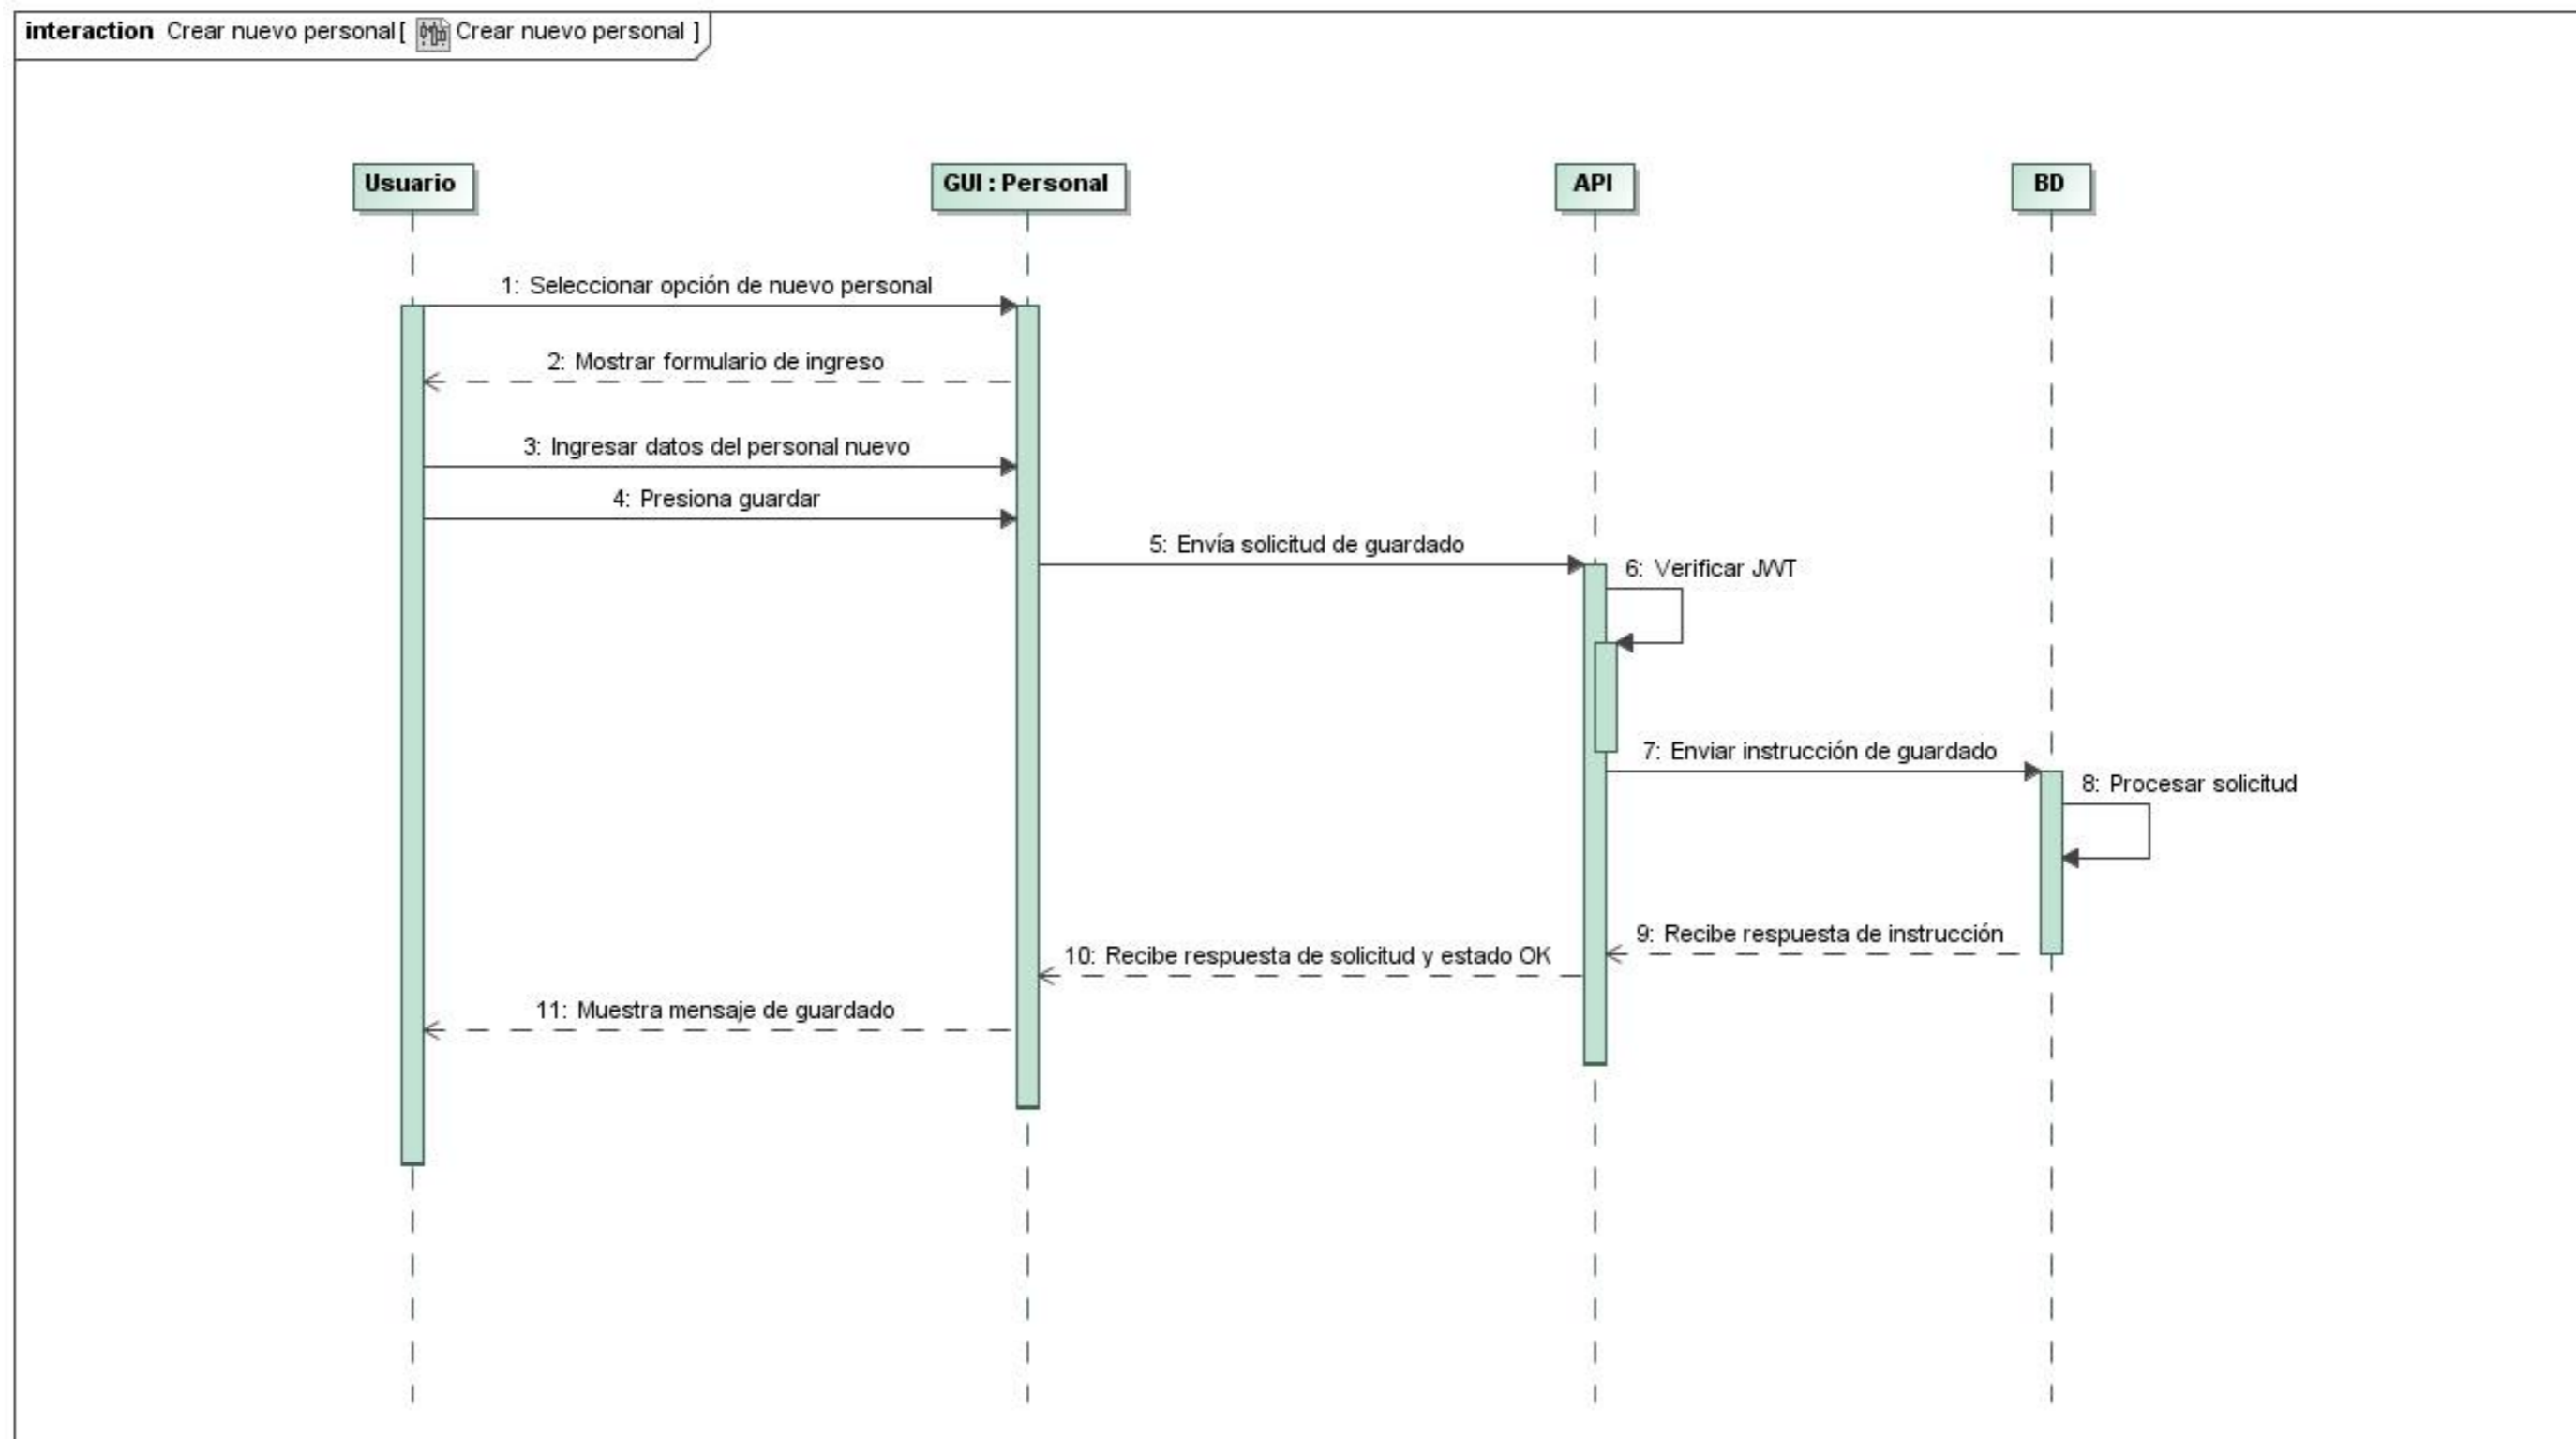 interaction Crear nuevo personal[ Crear nuevo personal ]
Usuario
GUI : Personal
API
BD
1: Seleccionar opción de nuevo personal
2: Mostrar formulario de ingreso
3: Ingresar datos del personal nuevo
4: Presiona guardar
5: Envía solicitud de guardado
6: Verificar JWT
7: Enviar instrucción de guardado
8: Procesar solicitud
9: Recibe respuesta de instrucción
10: Recibe respuesta de solicitud y estado OK
11: Muestra mensaje de guardado